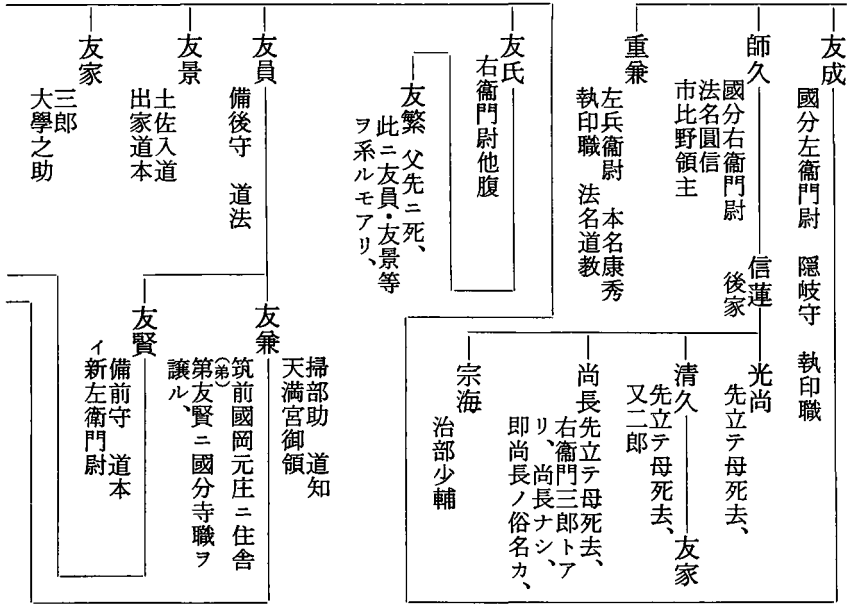 友成
國分左衞門尉　隠岐守　執印職
師久
國分右衞門尉
法名圓信
市比野領主
信蓮
後家
光尚
先立テ母死去、
清久
先立テ母死去、
又二郎
友家
尚長
先立テ母死去、
右衞門三郎トア
リ、尚長ナシ、
即尚長ノ俗名カ、
宗海
治部少輔
重兼
左兵衞尉　本名康秀
執印職　法名道教
友氏
右衞門尉他腹
友繁
父先ニ死、
此ニ友員・友景等
ヲ系ルモアリ、
友員
備後守　道法
友兼
掃部助　道知
天滿宮御領
筑前國岡元庄ニ住舎
(弟)
第友賢ニ國分寺職ヲ
譲ル、
友賢
備前守　道本
イ新左衞門尉
友景
土佐入道
出家道本
友家
三郎
大學之助